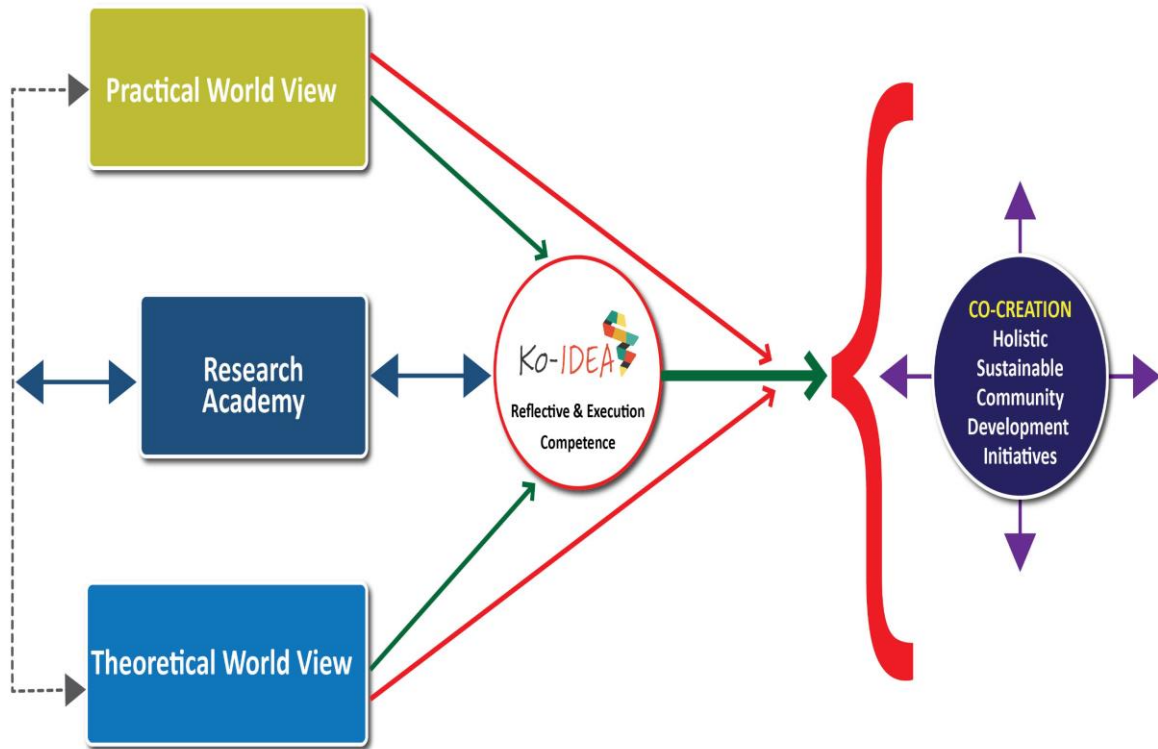 Practical World View
Research
Academy
Theoretical World View
Ko-IDEA
Reflective & Execution
Competence
CO-CREATION
Holistic
Sustainable
Community
Development
Initiatives